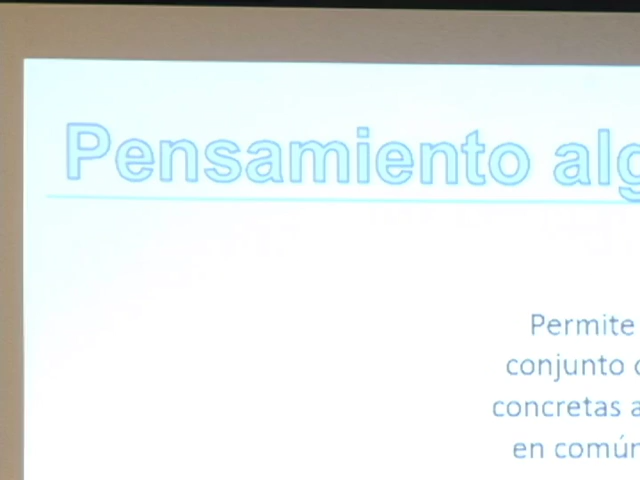 Pensamiento alg
Permite
conjunto
concretas a
en común